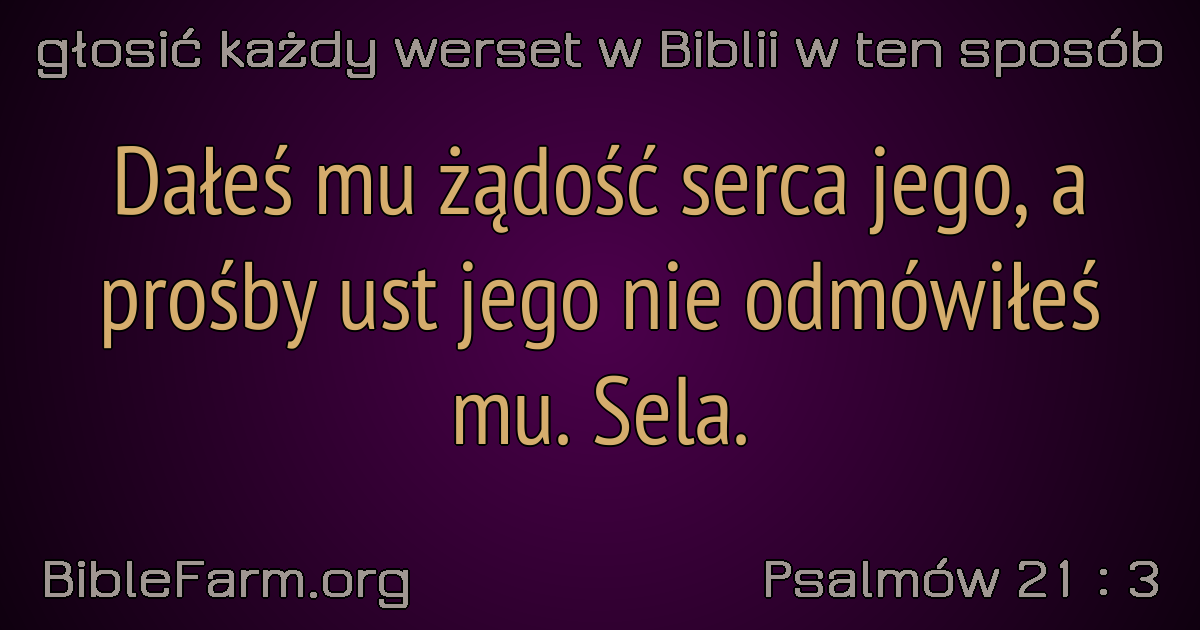 głosić każdy werset w Biblii w ten sposób
Dałeś mu żądość serca jego, a
prośby ust jego nie odmówiłeś
mu. Sela.
BibleFarm.org
Psalmów 21 : 3